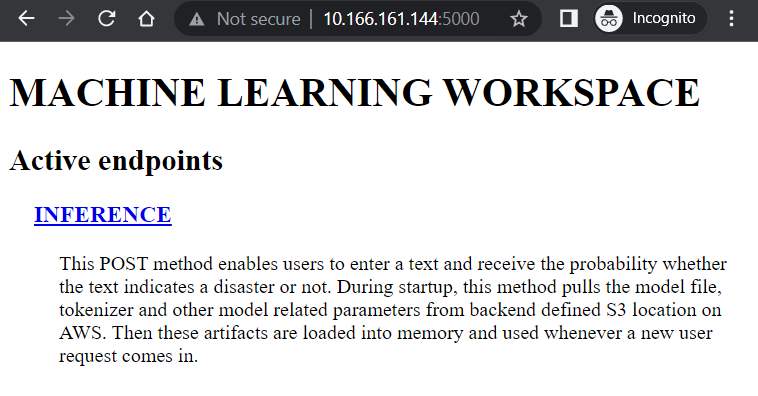 Not secure | 10.166.161.144:5000 Incognito
MACHINE LEARNING WORKSPACE
Active endpoints
INFERENCE
This POST method enables users to enter a text and receive the probability whether
the text indicates a disaster or not. During startup, this method pulls the model file,
tokenizer and other model related parameters from backend defined S3 location on
AWS. Then these artifacts are loaded into memory and used whenever a new user
request comes in.